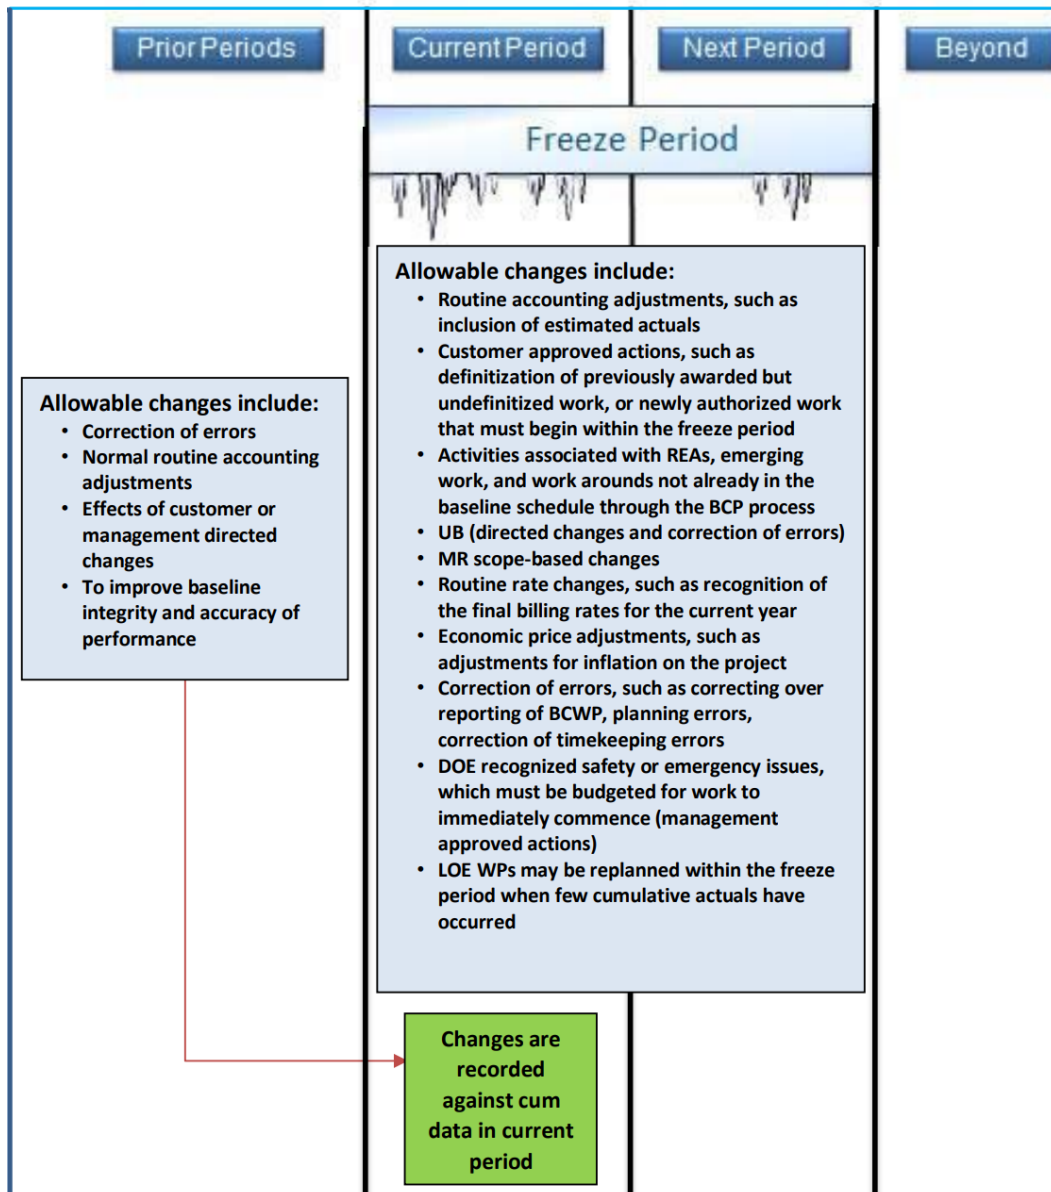 Prior Periods
Current Period
Next Period
Beyond
Freeze Period
Allowable changes include:
• Correction of errors
• Normal routine accounting
adjustments
• Effects of customer or
management directed
changes
• To improve baseline
integrity and accuracy of
performance
Allowable changes include:
• Routine accounting adjustments, such as
inclusion of estimated actuals
• Customer approved actions, such as
definitization of previously awarded but
undefinitized work, or newly authorized work
that must begin within the freeze period
• Activities associated with REAs, emerging
work, and work arounds not already in the
baseline schedule through the BCP process
• UB (directed changes and correction of errors)
• MR scope-based changes
• Routine rate changes, such as recognition of
the final billing rates for the current year
• Economic price adjustments, such as
adjustments for inflation on the project
• Correction of errors, such as correcting over
reporting of BCWP, planning errors,
correction of timekeeping errors
• DOE recognized safety or emergency issues,
which must be budgeted for work to
immediately commence (management
approved actions)
• LOE WPs may be replanned within the freeze
period when few cumulative actuals have
occurred
Changes are
recorded
against cum
data in current
period